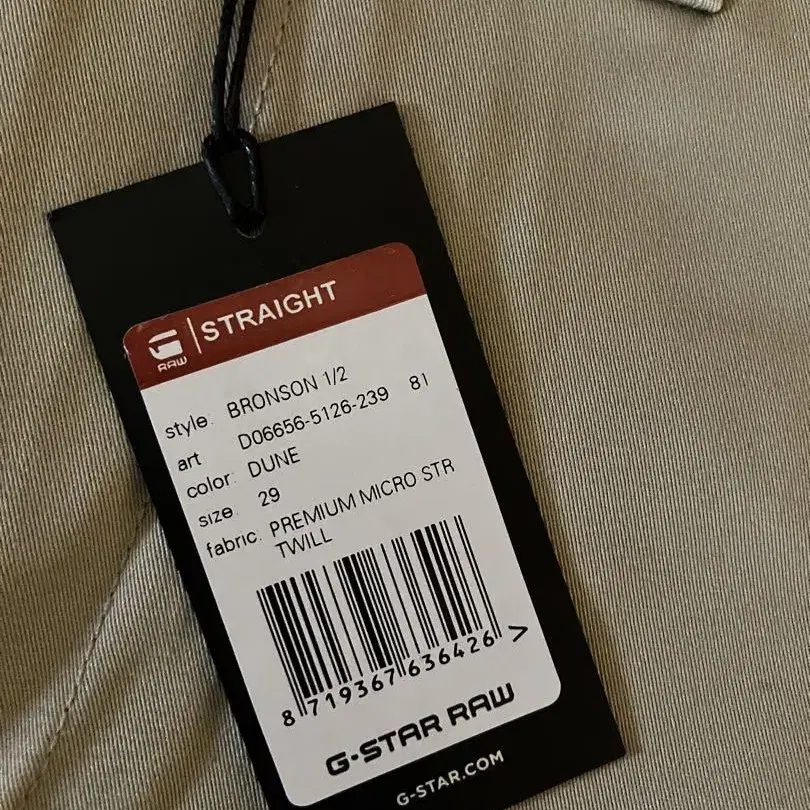 RAW
STRAIGHT
style: BRONSON 1/2
art D06656-5126-239 81
color: DUNE
size: 29
fabric: PREMIUM MICRO STR
TWILL
8 719367 636426 >
G-STAR RAW
G-STAR.COM